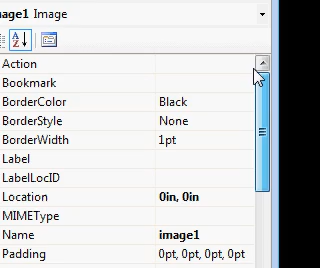 mage1 Image
A
Z
Action
Bookmark
BorderColor Black
BorderStyle None
BorderWidth 1pt
Label
LabelLocID
Location 0in, 0in
MIMEType
Name image1
Padding 0pt, 0pt, 0pt, 0pt